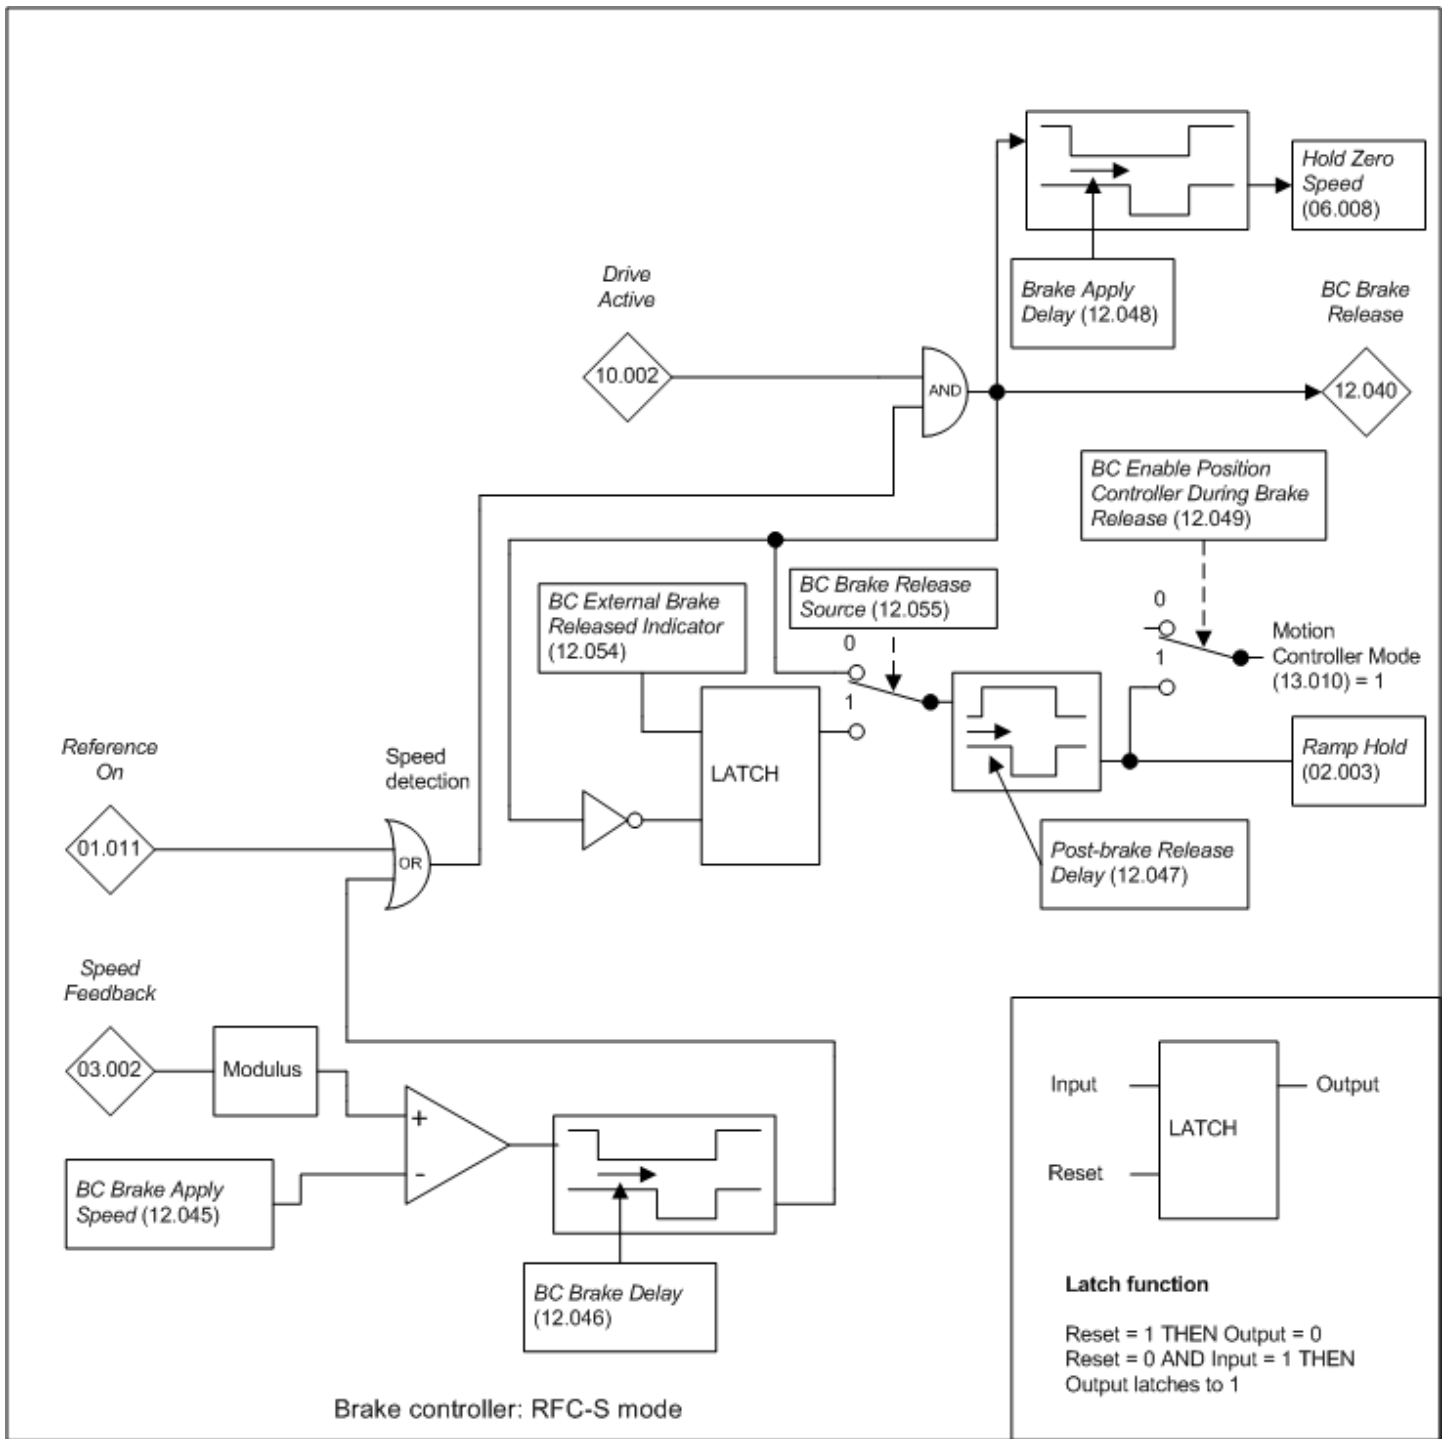 Hold Zero
Speed
(06.008)
Drive
Active
Brake Apply
Delay (12.048)
BC Brake
Release
10.002
AND
12.040
BC Enable Position
Controller During Brake
Release (12.049)
BC External Brake
Released Indicator
(12.054)
BC Brake Release
Source (12.055)
0
1
0
1
Motion
Controller Mode
(13.010) = 1
LATCH
Ramp Hold
(02.003)
Reference
On
Speed
detection
01.011
OR
Post-brake Release
Delay (12.047)
Speed
Feedback
03.002
Modulus
+
-
BC Brake Apply
Speed (12.045)
BC Brake Delay
(12.046)
Input
Output
LATCH
Reset
Latch function
Reset = 1 THEN Output = 0
Reset = 0 AND Input = 1 THEN
Output latches to 1
Brake controller: RFC-S mode